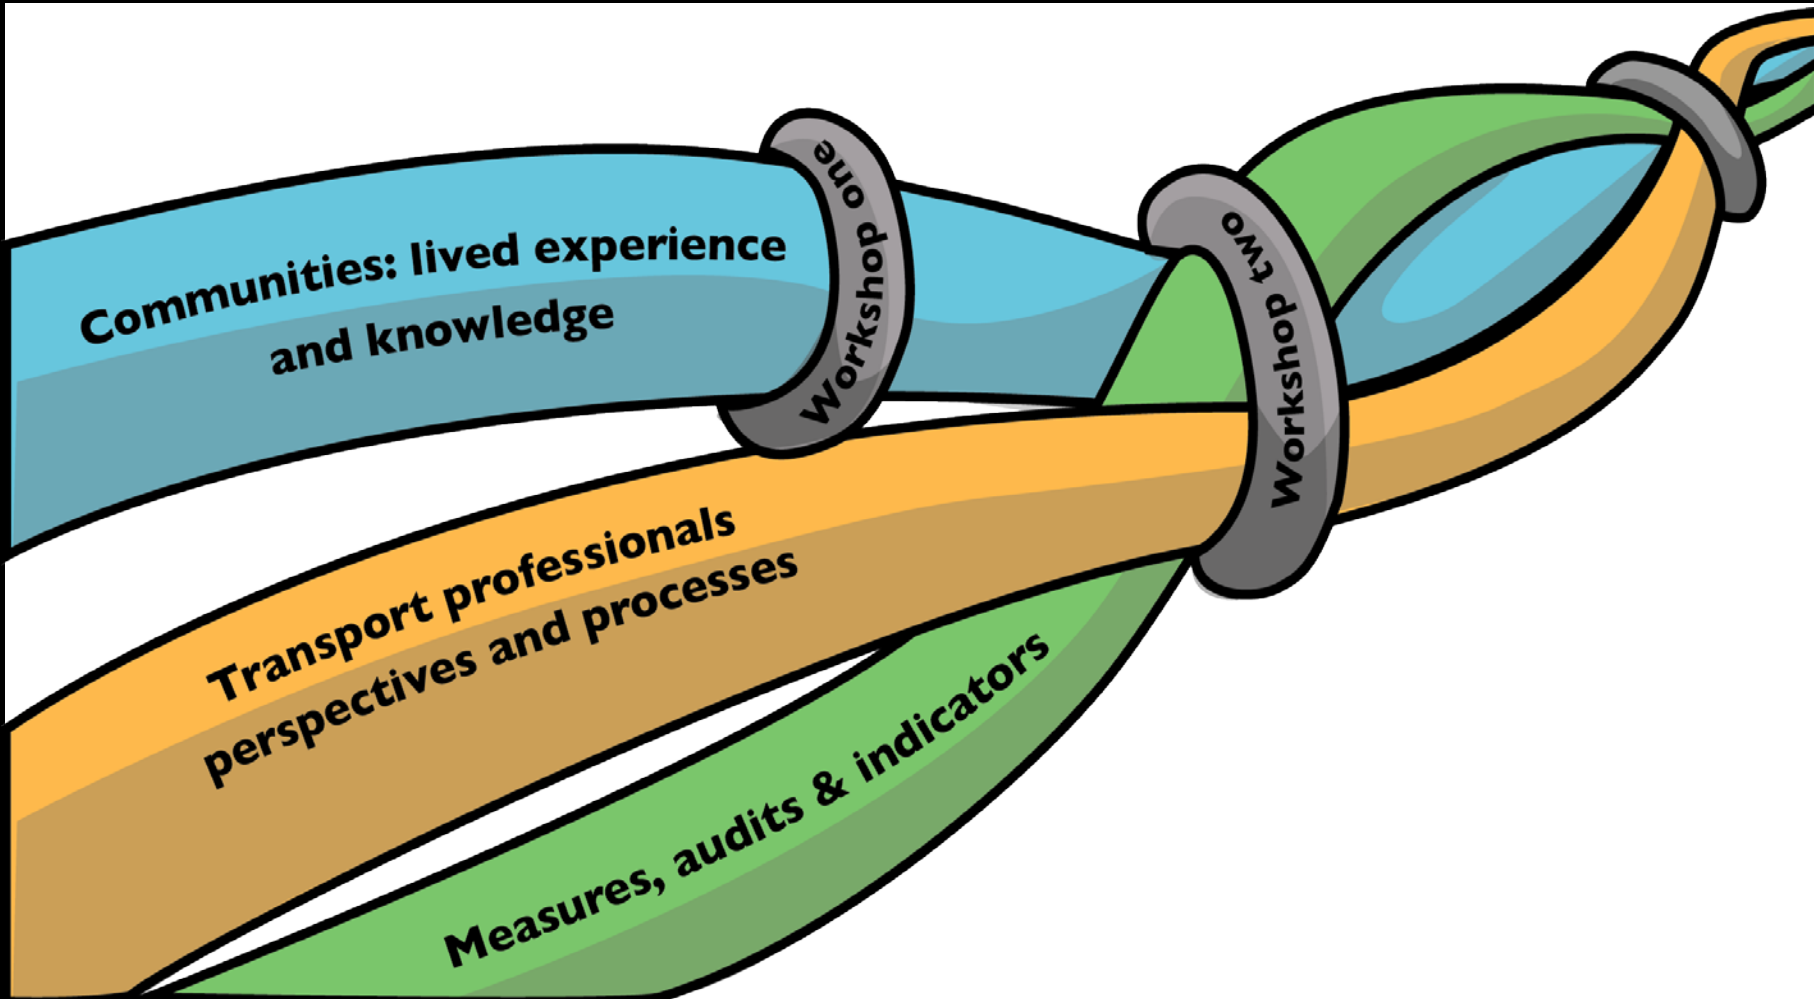 Communities: lived experience
and knowledge
Workshop one
Workshop two
Transport professionals
perspectives and processes
Measures, audits & indicators